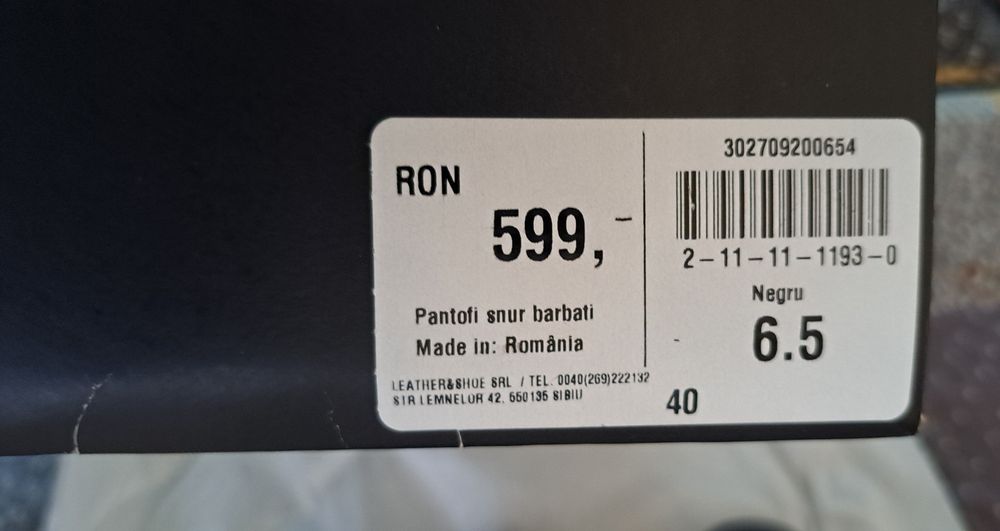 RON
599,-
Pantofi snur barbati
Made in: România
LEATHER&SHOE SRL / TEL. 0040(269)222132
STR LEMNELOR 42, 550135 SIBIU
302709200654
2-11-11-1193-0
Negru
6.5
-
40